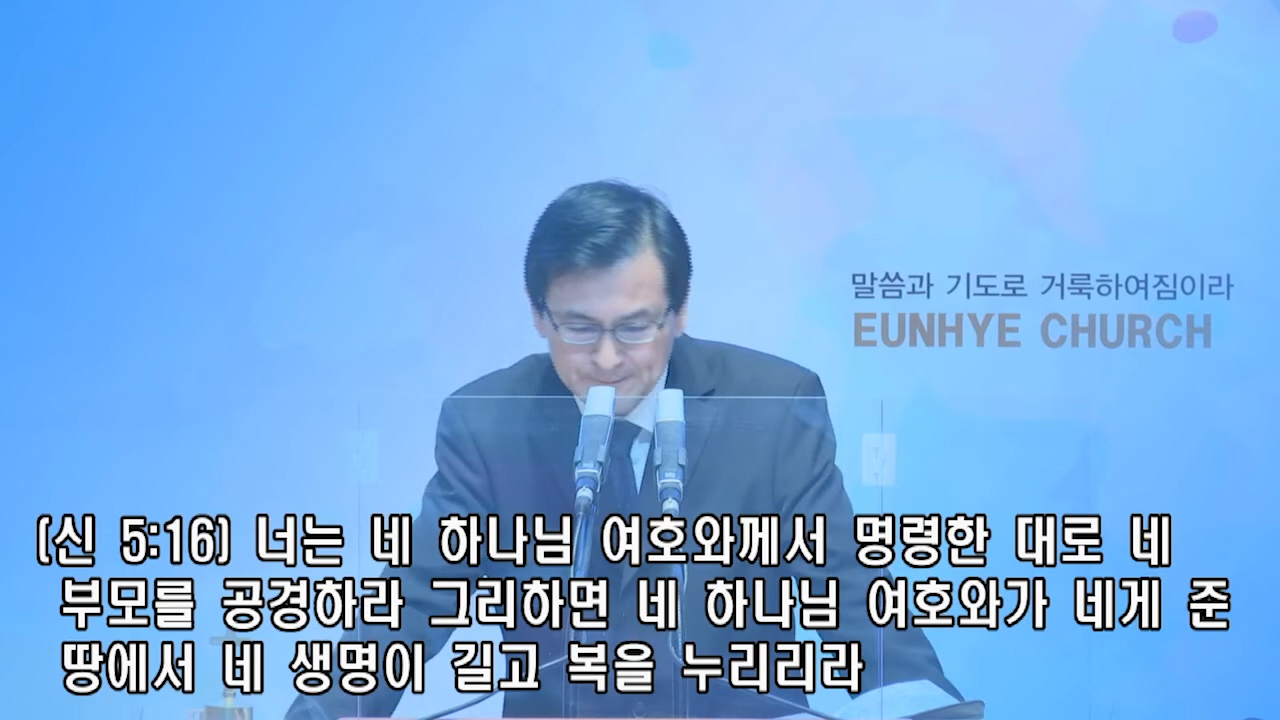 말씀과 기도로 거룩하여짐이라
EUNHYE CHURCH
(신 5:16) 너는 네 하나님 여호와께서 명령한 대로 네
부모를 공경하라 그리하면 네 하나님 여호와가 네게 준
땅에서 네 생명이 길고 복을 누리리라